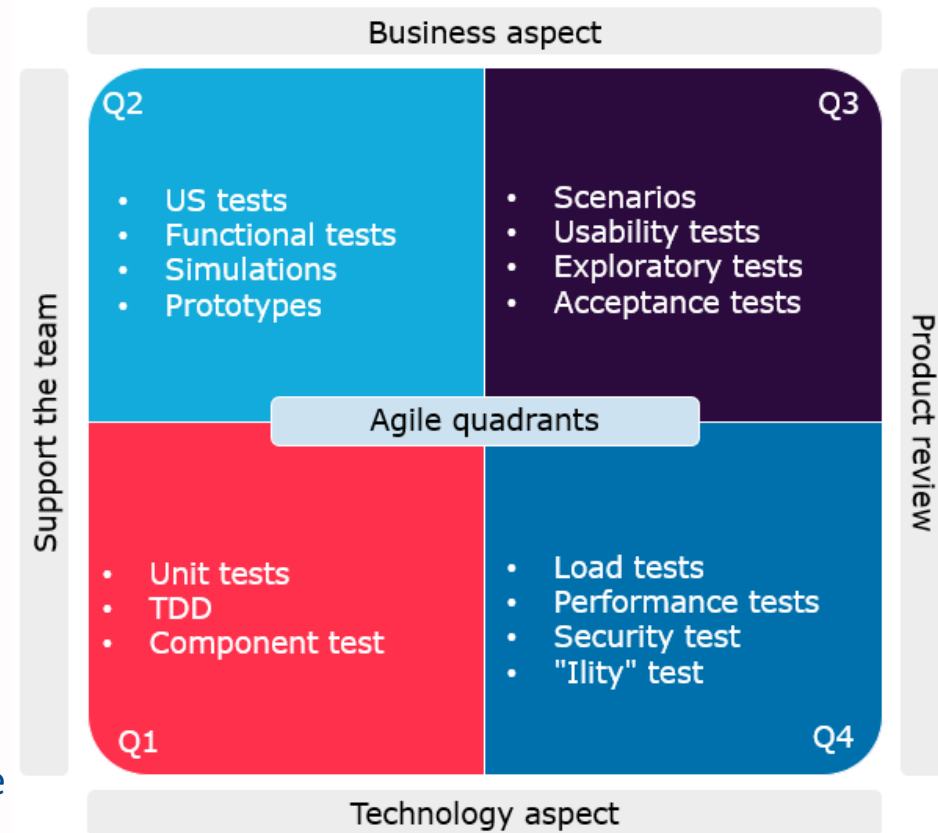 Business aspect
Q2
Q3
• US tests
• Functional tests
• Simulations
• Prototypes
• Scenarios
• Usability tests
• Exploratory tests
• Acceptance tests
Support the team
Agile quadrants
Product review
• Unit tests
• TDD
• Component test
• Load tests
• Performance tests
• Security test
• "Ility" test
Q1
Q4
e
Technology aspect